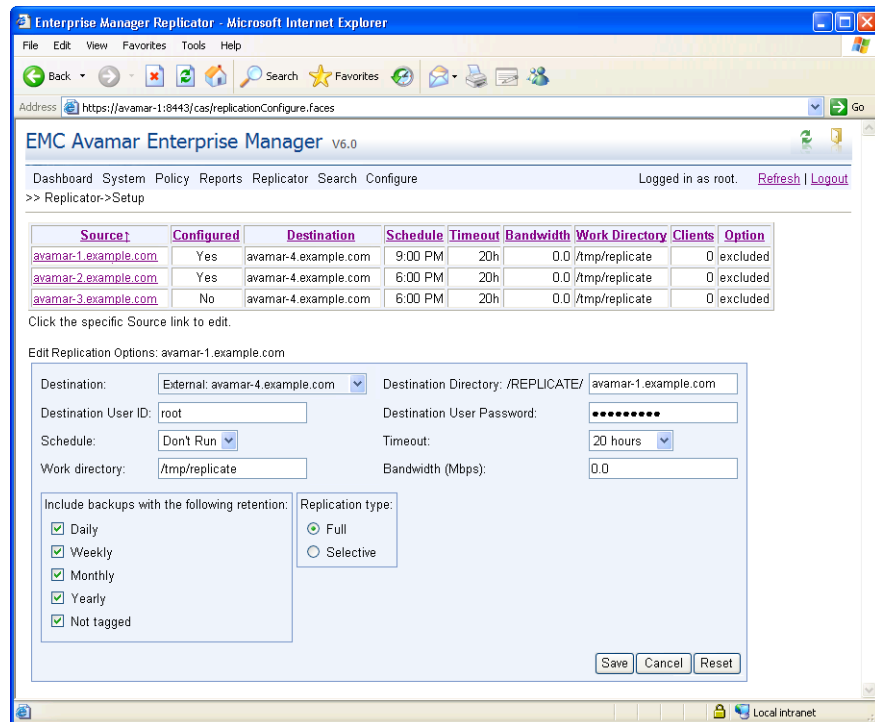 Enterprise Manager Replicator - Microsoft Internet Explorer
File Edit View Favorites Tools Help
Back Search Favorites
Address https://avamar-1:8443/cas/replicationConfigure.faces Go
EMC Avamar Enterprise Manager V6.0
Dashboard System Policy Reports Replicator Search Configure Logged in as root. Refresh | Logout
>> Replicator->Setup
Source↑ Configured Destination Schedule Timeout Bandwidth Work Directory Clients Option
avamar-1.example.com Yes avamar-4.example.com 9:00 PM 20h 0.0 /tmp/replicate 0 excluded
avamar-2.example.com Yes avamar-4.example.com 6:00 PM 20h 0.0 /tmp/replicate 0 excluded
avamar-3.example.com No avamar-4.example.com 6:00 PM 20h 0.0 /tmp/replicate 0 excluded
Click the specific Source link to edit.
Edit Replication Options: avamar-1.example.com
Destination: External: avamar-4.example.com Destination Directory: /REPLICATE/ avamar-1.example.com
Destination User ID: root Destination User Password: ●●●●●●●●●
Schedule: Don't Run Timeout: 20 hours
Work directory: /tmp/replicate Bandwidth (Mbps): 0.0
Include backups with the following retention: Replication type:
Daily Full
Weekly Selective
Monthly
Yearly
Not tagged
Save Cancel Reset
Local intranet